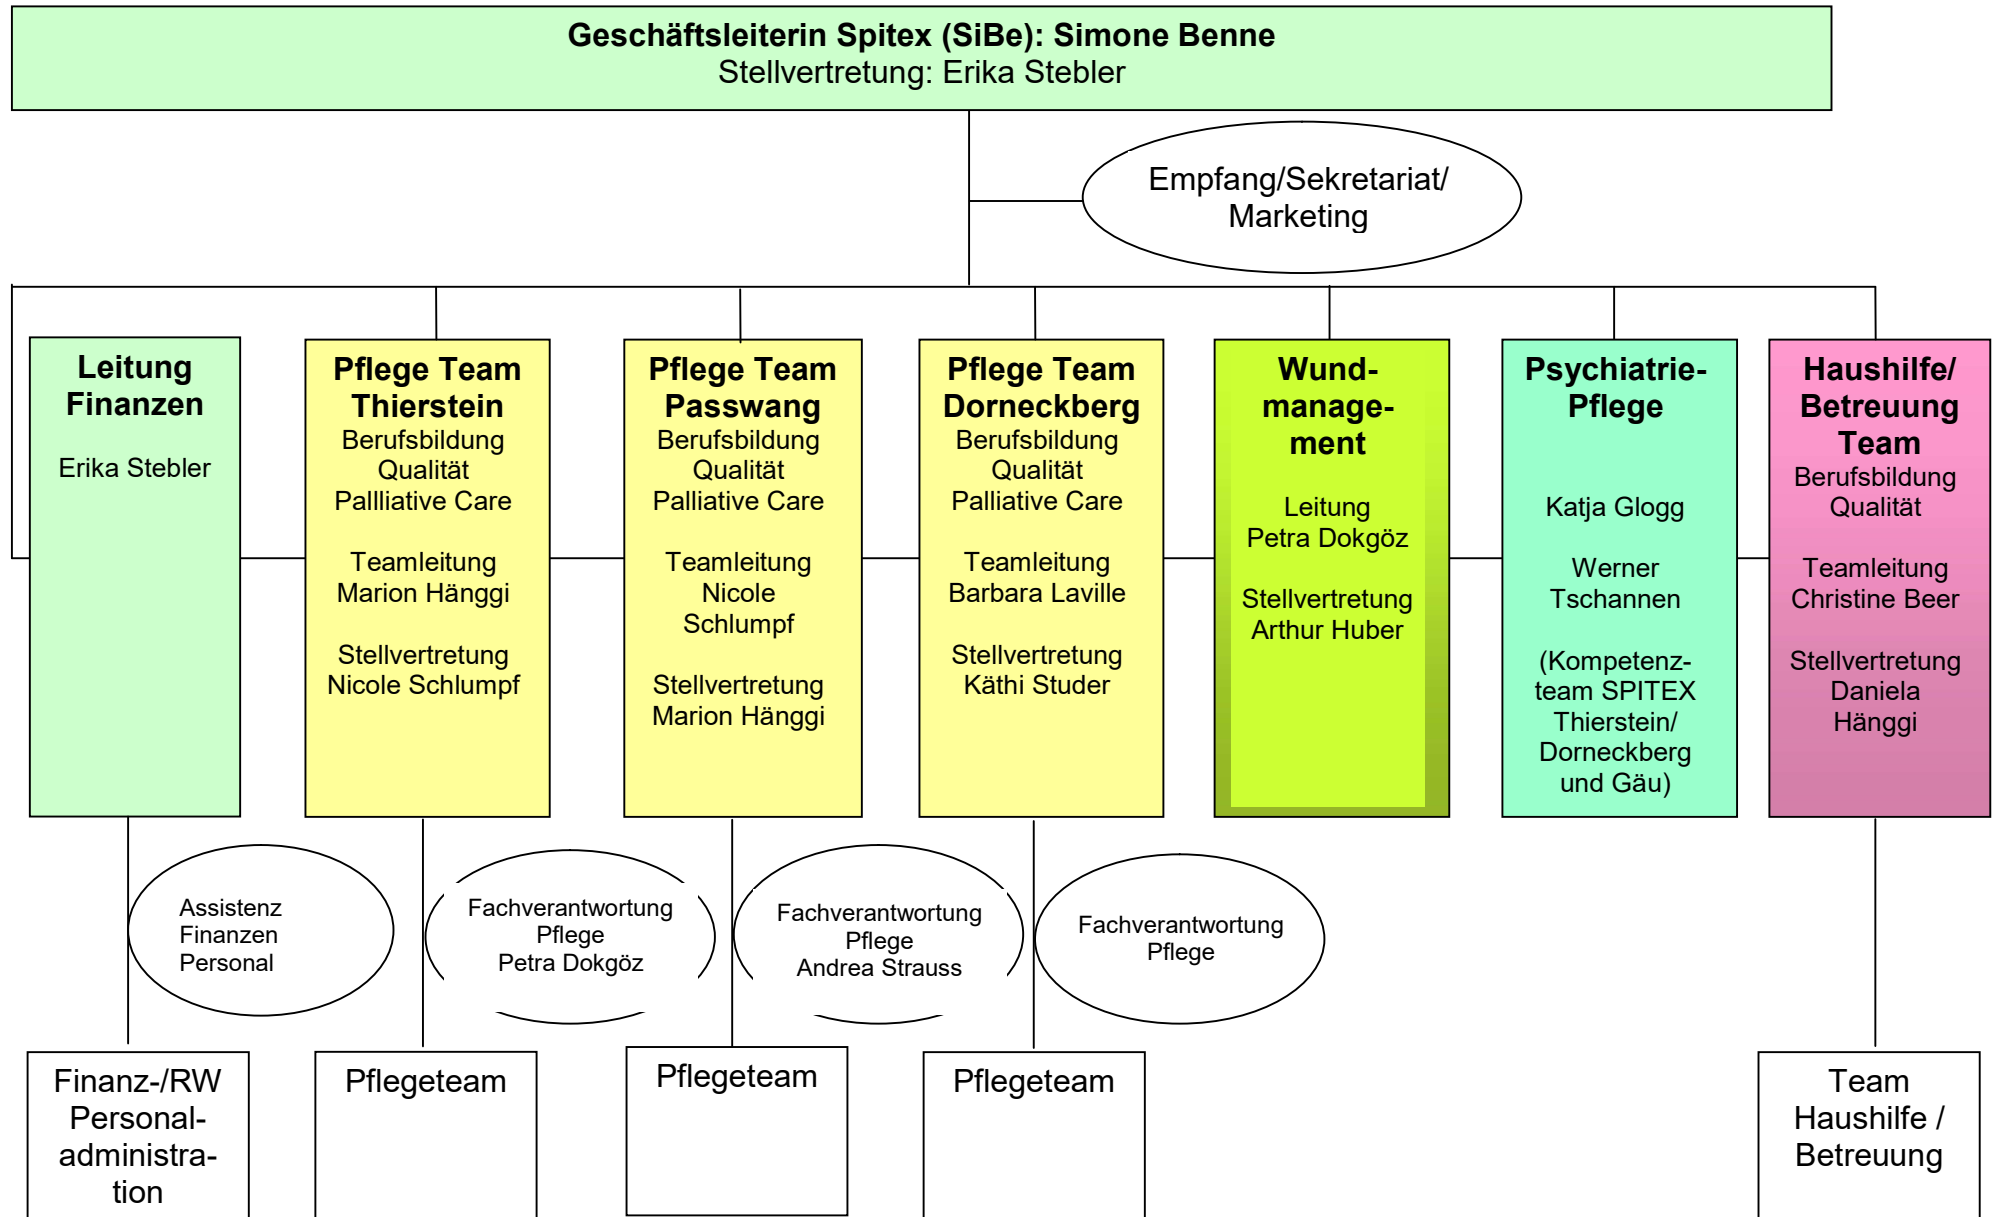 Geschäftsleiterin Spitex (SiBe): Simone Benne
Stellvertretung: Erika Stebler
Empfang/Sekretariat/
Marketing
Leitung
Finanzen
Erika Stebler
Pflege Team
Thierstein
Berufsbildung
Qualität
Pallliative Care
Teamleitung
Marion Hänggi
Stellvertretung
Nicole Schlumpf
Pflege Team
Passwang
Berufsbildung
Qualität
Palliative Care
Teamleitung
Nicole
Schlumpf
Stellvertretung
Marion Hänggi
Pflege Team
Dorneckberg
Berufsbildung
Qualität
Palliative Care
Teamleitung
Barbara Laville
Stellvertretung
Käthi Studer
Wund-
manage-
ment
Leitung
Petra Dokgöz
Stellvertretung
Arthur Huber
Psychiatrie-
Pflege
Katja Glogg
Werner
Tschannen
(Kompetenz-
team SPITEX
Thierstein/
Dorneckberg
und Gäu)
Haushilfe/
Betreuung
Team
Berufsbildung
Qualität
Teamleitung
Christine Beer
Stellvertretung
Daniela
Hänggi
Assistenz
Finanzen
Personal
Fachverantwortung
Pflege
Petra Dokgöz
Fachverantwortung
Pflege
Andrea Strauss
Fachverantwortung
Pflege
Finanz-/RW
Personal-
administra-
tion
Pflegeteam
Pflegeteam
Pflegeteam
Team
Haushilfe /
Betreuung